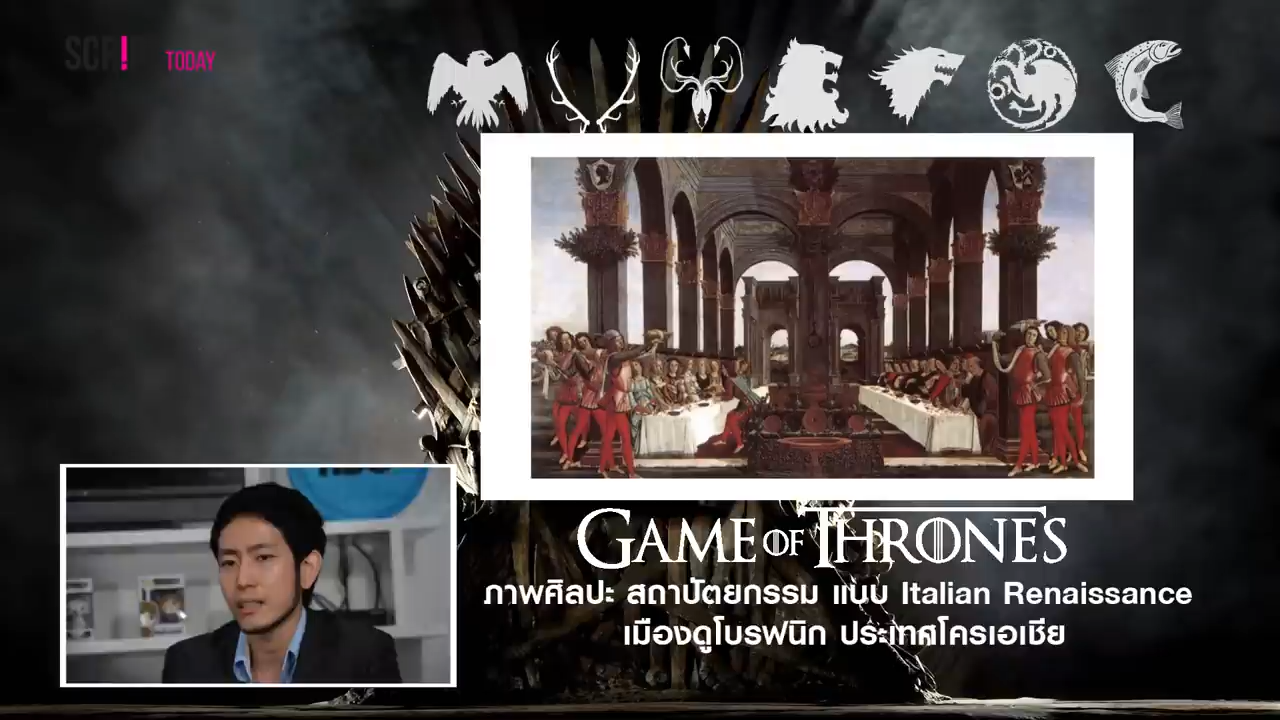 SCR!
TODAY
GAME OF THRONES
ภาพศิลปะ สถาปัตยกรรม แบบ Italian Renaissance
เมืองดูโบรฟนิก ประเทศโครเอเชีย